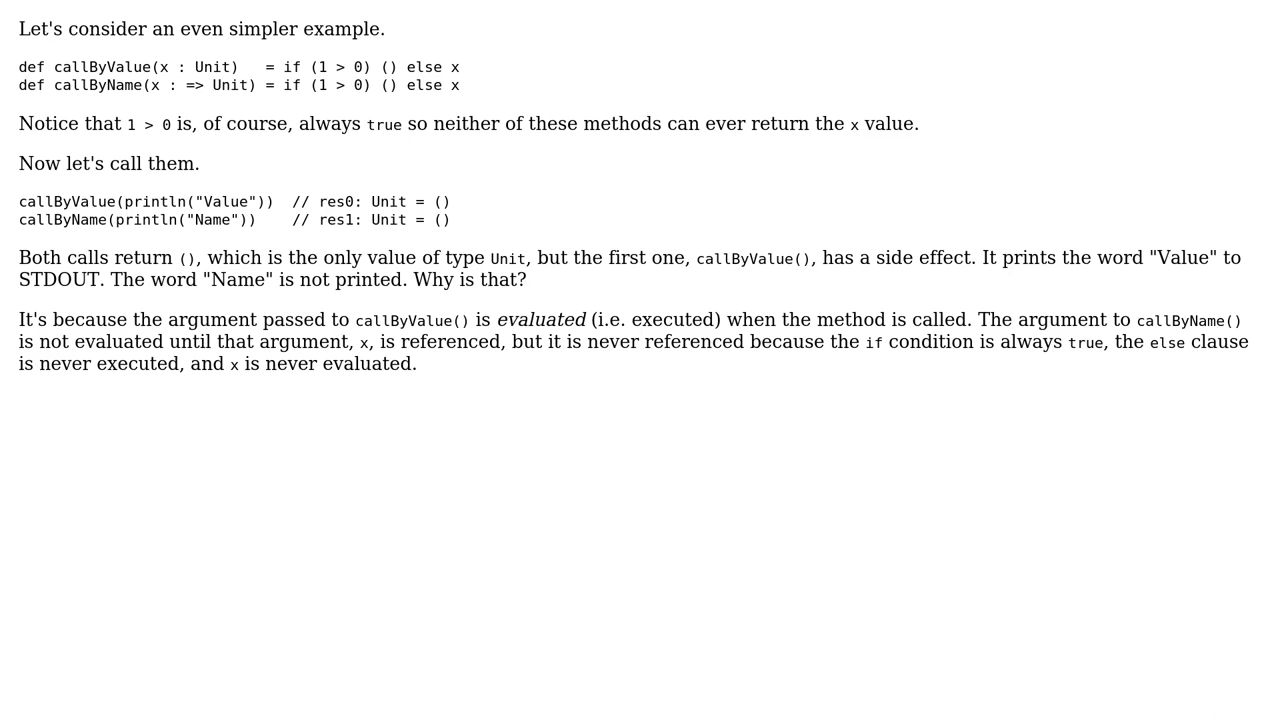 Let's consider an even simpler example.
def callByValue(x : Unit)   = if (1 > 0) () else x
def callByName(x : => Unit) = if (1 > 0) () else x
Notice that 1 > 0 is, of course, always true so neither of these methods can ever return the x value.
Now let's call them.
callByValue(println("Value"))  // res0: Unit = ()
callByName(println("Name"))    // res1: Unit = ()
Both calls return (), which is the only value of type Unit, but the first one, callByValue(), has a side effect. It prints the word "Value" to
STDOUT. The word "Name" is not printed. Why is that?
It's because the argument passed to callByValue() is evaluated (i.e. executed) when the method is called. The argument to callByName()
is not evaluated until that argument, x, is referenced, but it is never referenced because the if condition is always true, the else clause
is never executed, and x is never evaluated.